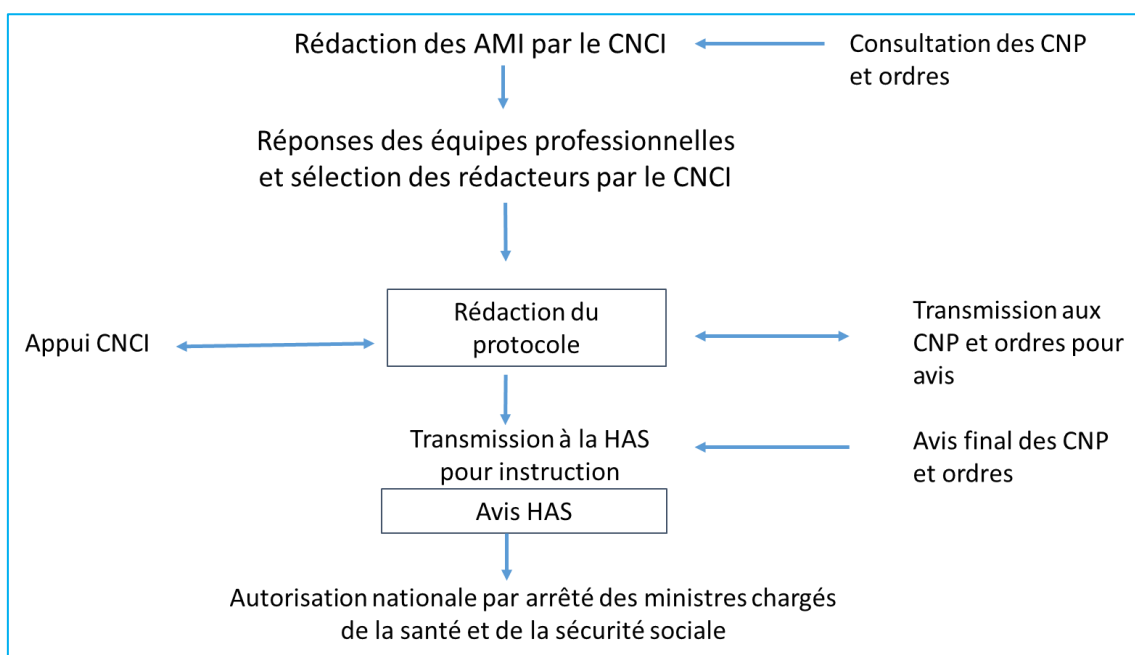 Rédaction des AMI par le CNCI
Consultation des CNP
et ordres
Réponses des équipes professionnelles
et sélection des rédacteurs par le CNCI
Appui CNCI
Rédaction du
protocole
Transmission aux
CNP et ordres pour
avis
Transmission à la HAS
pour instruction
Avis final des CNP
et ordres
Avis HAS
Autorisation nationale par arrêté des ministres chargés
de la santé et de la sécurité sociale